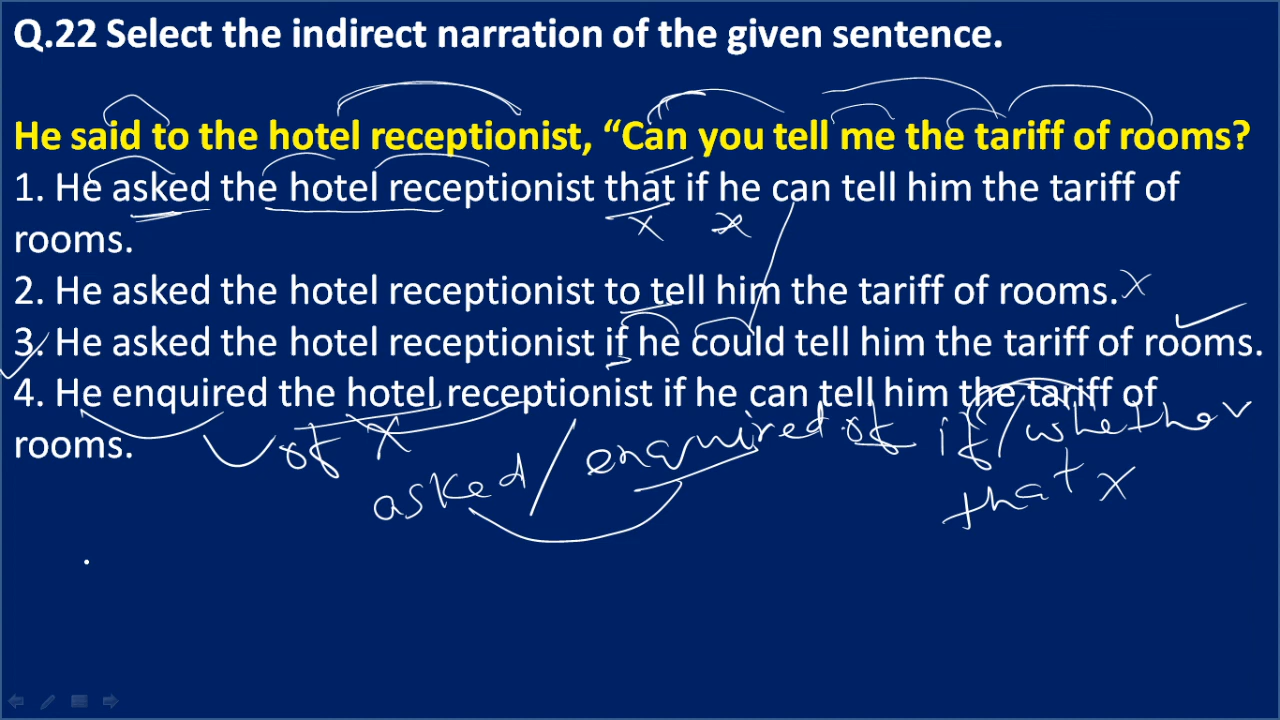 Q.22 Select the indirect narration of the given sentence.
He said to the hotel receptionist, “Can you tell me the tariff of rooms?
1. He asked the hotel receptionist that if he can tell him the tariff of
rooms.
x x
2. He asked the hotel receptionist to tell him the tariff of rooms. x
3. He asked the hotel receptionist if he could tell him the tariff of rooms.
4. He enquired the hotel receptionist if he can tell him the tariff of
rooms.
of x
asked / enquired of if / whether
that x